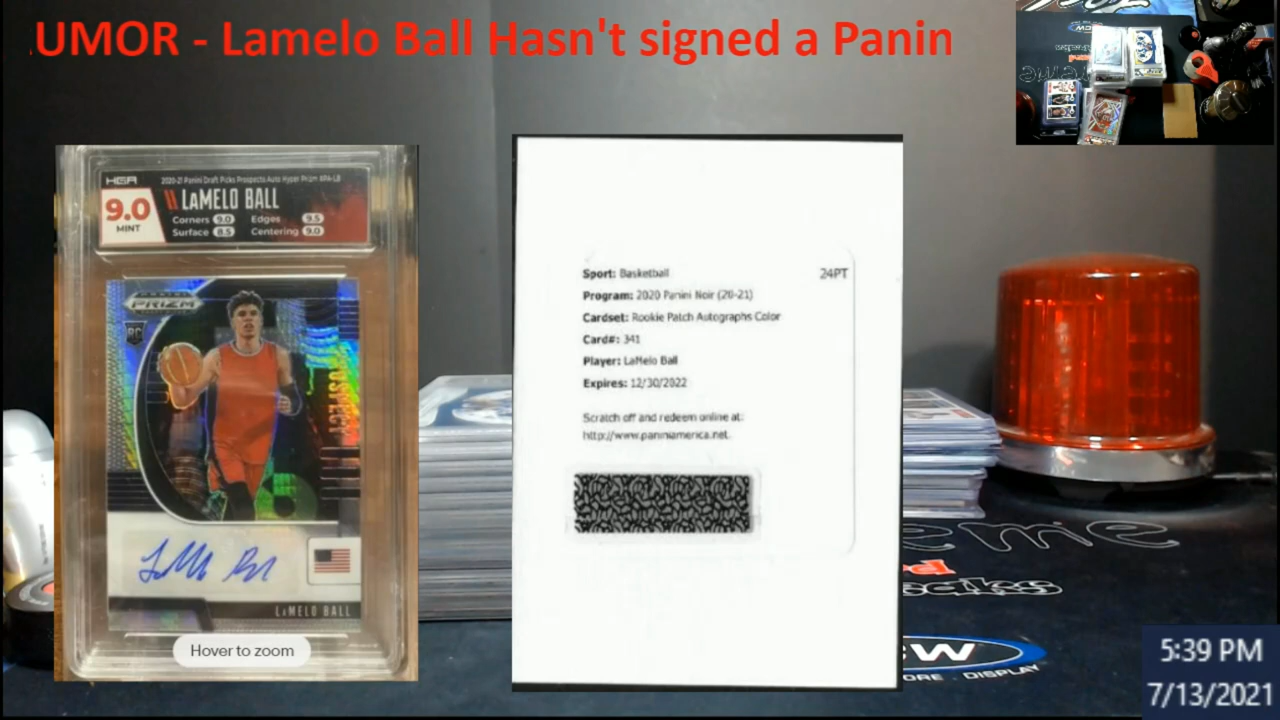 UMOR - Lamelo Ball Hasn't signed a Panin
HGA
2020-21 Panini Draft Picks Prospects Auto Hyper Prizm #PA-LB
9.0
MINT
LAMELO BALL
Corners 9.0 Edges 9.5
Surface 8.5 Centering 9.0
PRIZM
RC
LAMELO BALL
Hover to zoom
Sport: Basketball 24PT
Program: 2020 Panini Noir (20-21)
Cardset: Rookie Patch Autographs Color
Card#: 341
Player: LaMelo Ball
Expires: 12/30/2022
Scratch off and redeem online at:
http://www.paniniamerica.net.
eme
CW
ORE - DISPLAY
5:39 PM
7/13/2021